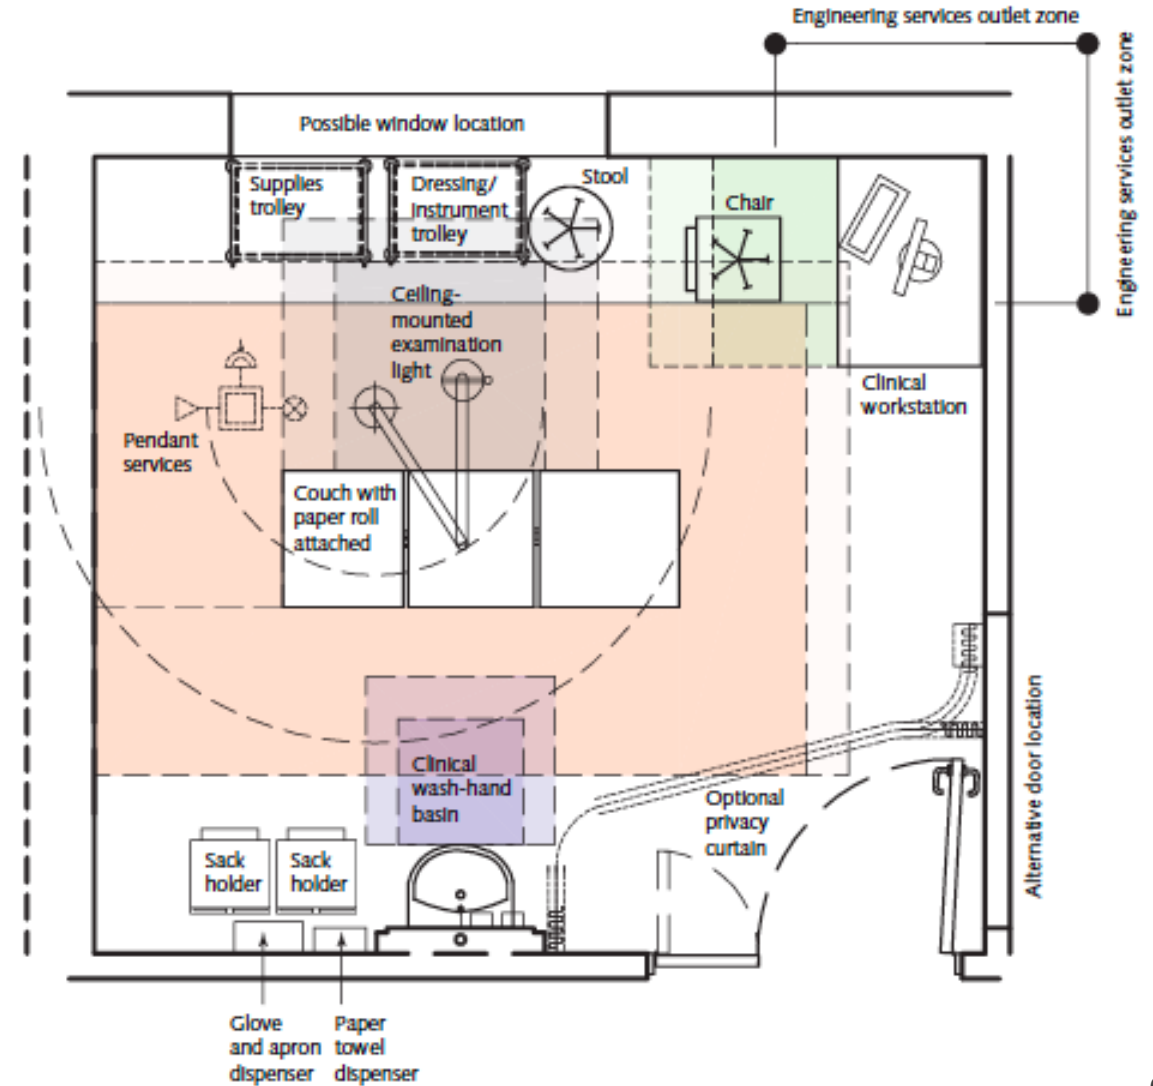 Engineering services outlet zone
Engineering services outlet zone
Possible window location
Supplies
trolley
Dressing/
instrument
trolley
Stool
Chair
Ceiling-
mounted
examination
light
Clinical
workstation
Pendant
services
Couch with
paper roll
attached
Clinical
wash-hand
basin
Optional
privacy
curtain
Alternative door location
Sack
holder
Sack
holder
Glove
and apron
dispenser
Paper
towel
dispenser